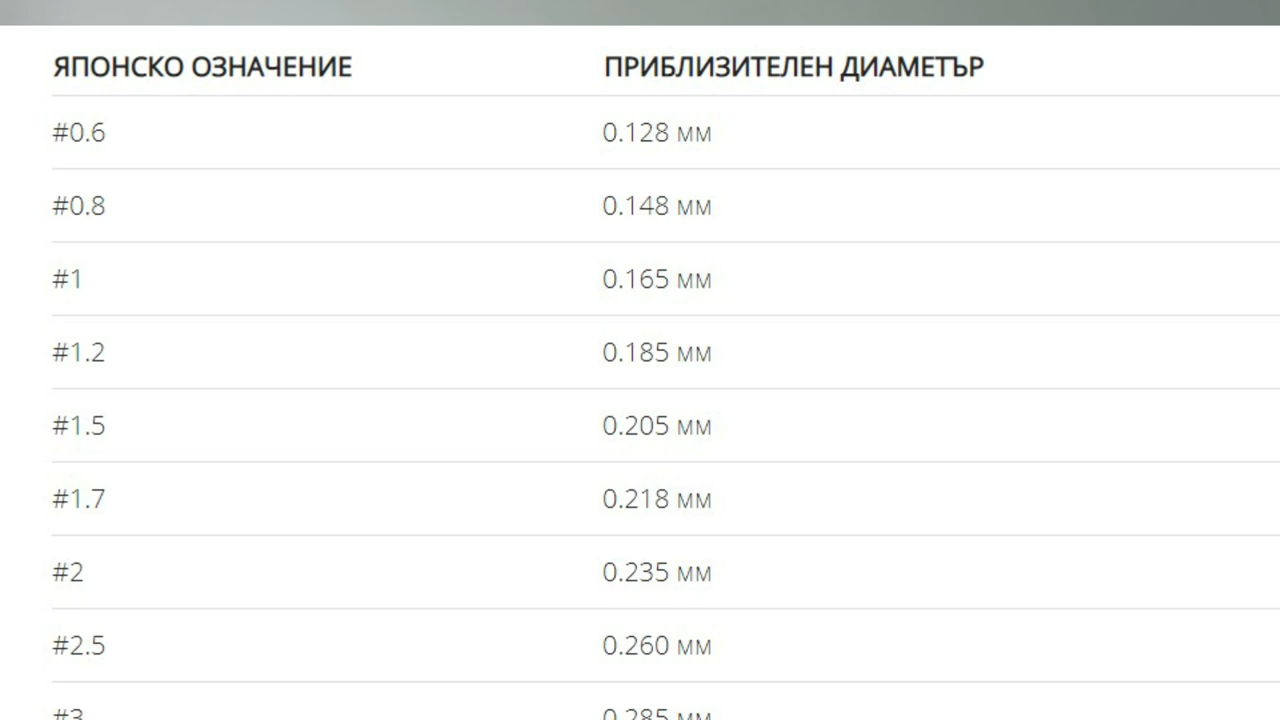 ЯПОНСКО ОЗНАЧЕНИЕ ПРИБЛИЗИТЕЛЕН ДИАМЕТЪР
#0.6 0.128 мм
#0.8 0.148 мм
#1 0.165 мм
#1.2 0.185 мм
#1.5 0.205 мм
#1.7 0.218 мм
#2 0.235 мм
#2.5 0.260 мм
#3 0.285 мм